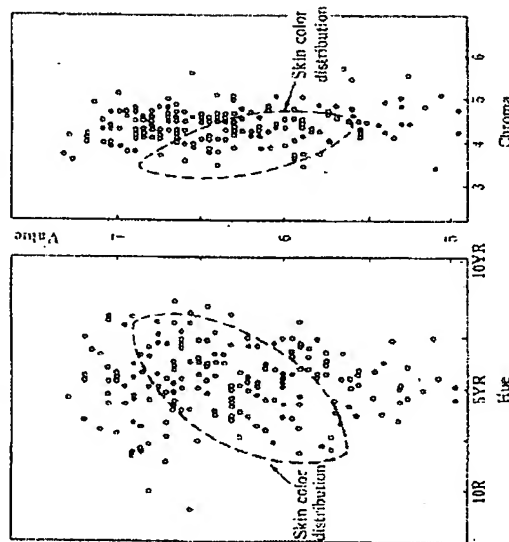 Skin color
distribution
6
5
4
3
Chroma
Value
10YR
5YR
10R
Hue
Skin color
distribution